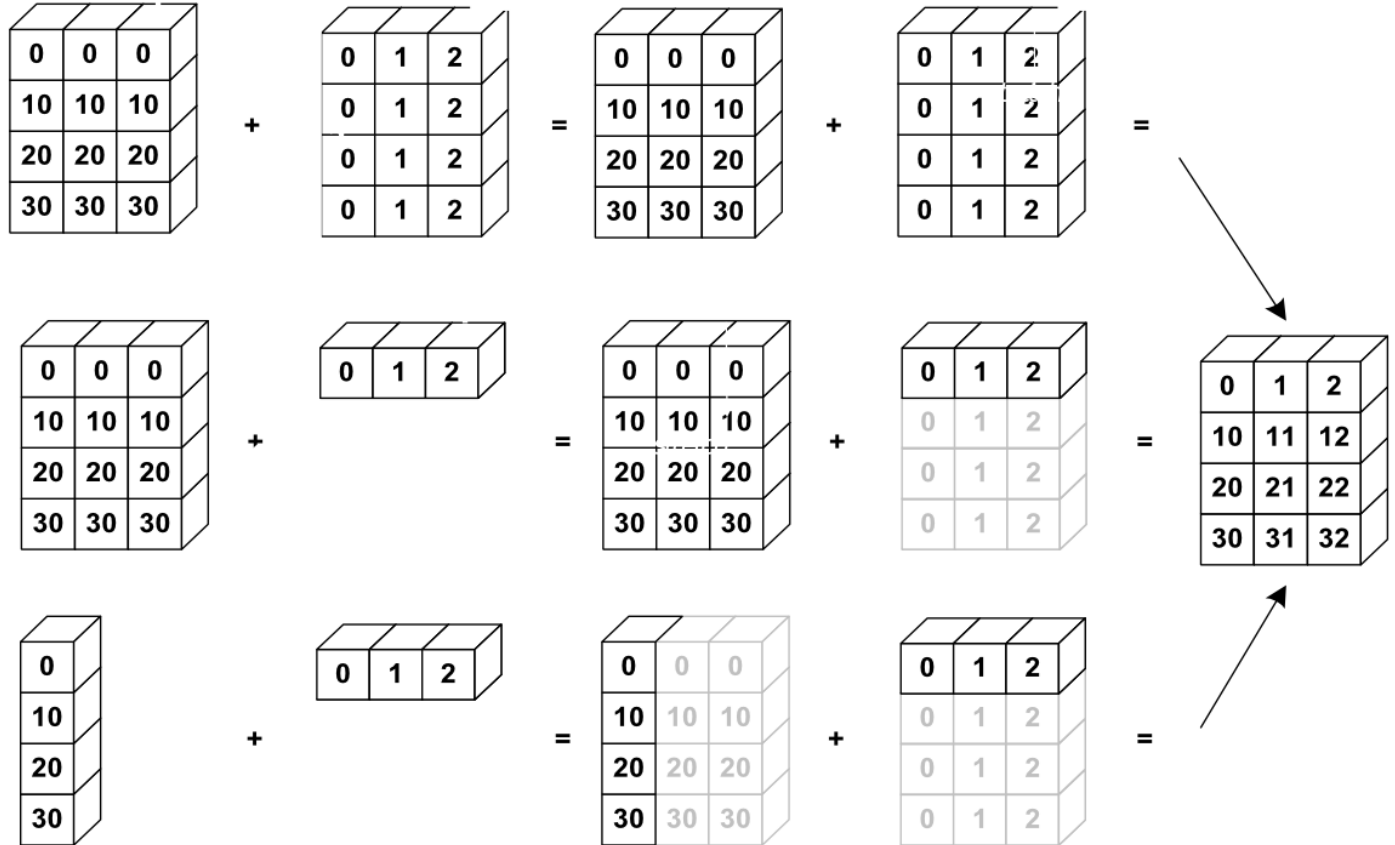 0 0 0 0 1 2 0 0 0 0 1 2
10 10 10 0 1 2 10 10 10 0 1 2
+ + = + =
20 20 20 0 1 2 20 20 20 0 1 2
30 30 30 0 1 2 30 30 30 0 1 2
0 0 0 0 1 2 0 0 0 0 1 2 0 1 2
10 10 10 10 10 10 0 1 2 10 11 12
+ = + =
20 20 20 20 20 20 0 1 2 20 21 22
30 30 30 30 30 30 0 1 2 30 31 32
0 0 1 2 0 0 0 0 1 2
10 10 10 10 0 1 2
+ = + =
20 20 20 20 0 1 2
30 30 30 30 0 1 2